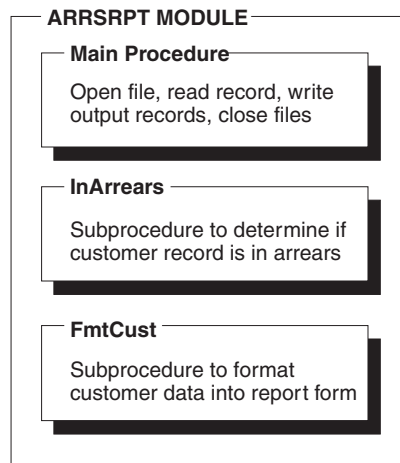 ARRSRPT MODULE
Main Procedure
Open file, read record, write
output records, close files
InArrears
Subprocedure to determine if
customer record is in arrears
FmtCust
Subprocedure to format
customer data into report form